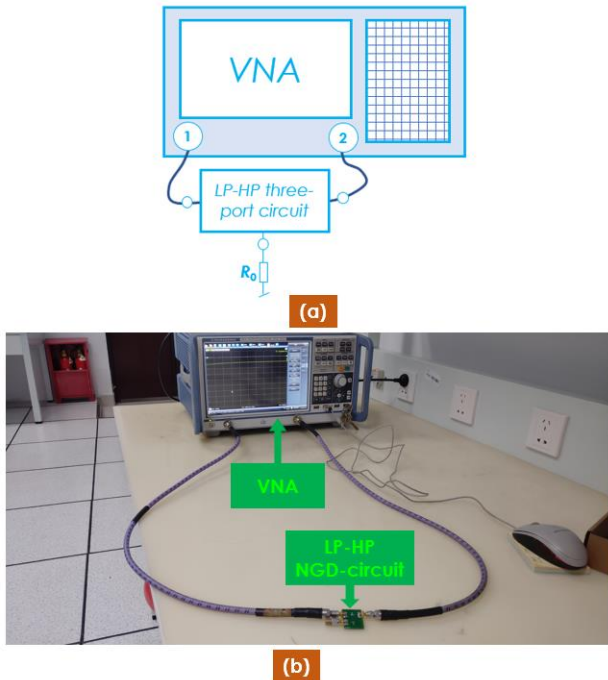 VNA
1
2
LP-HP three-
port circuit
R₀
(a)
VNA
LP-HP
NGD-circuit
(b)